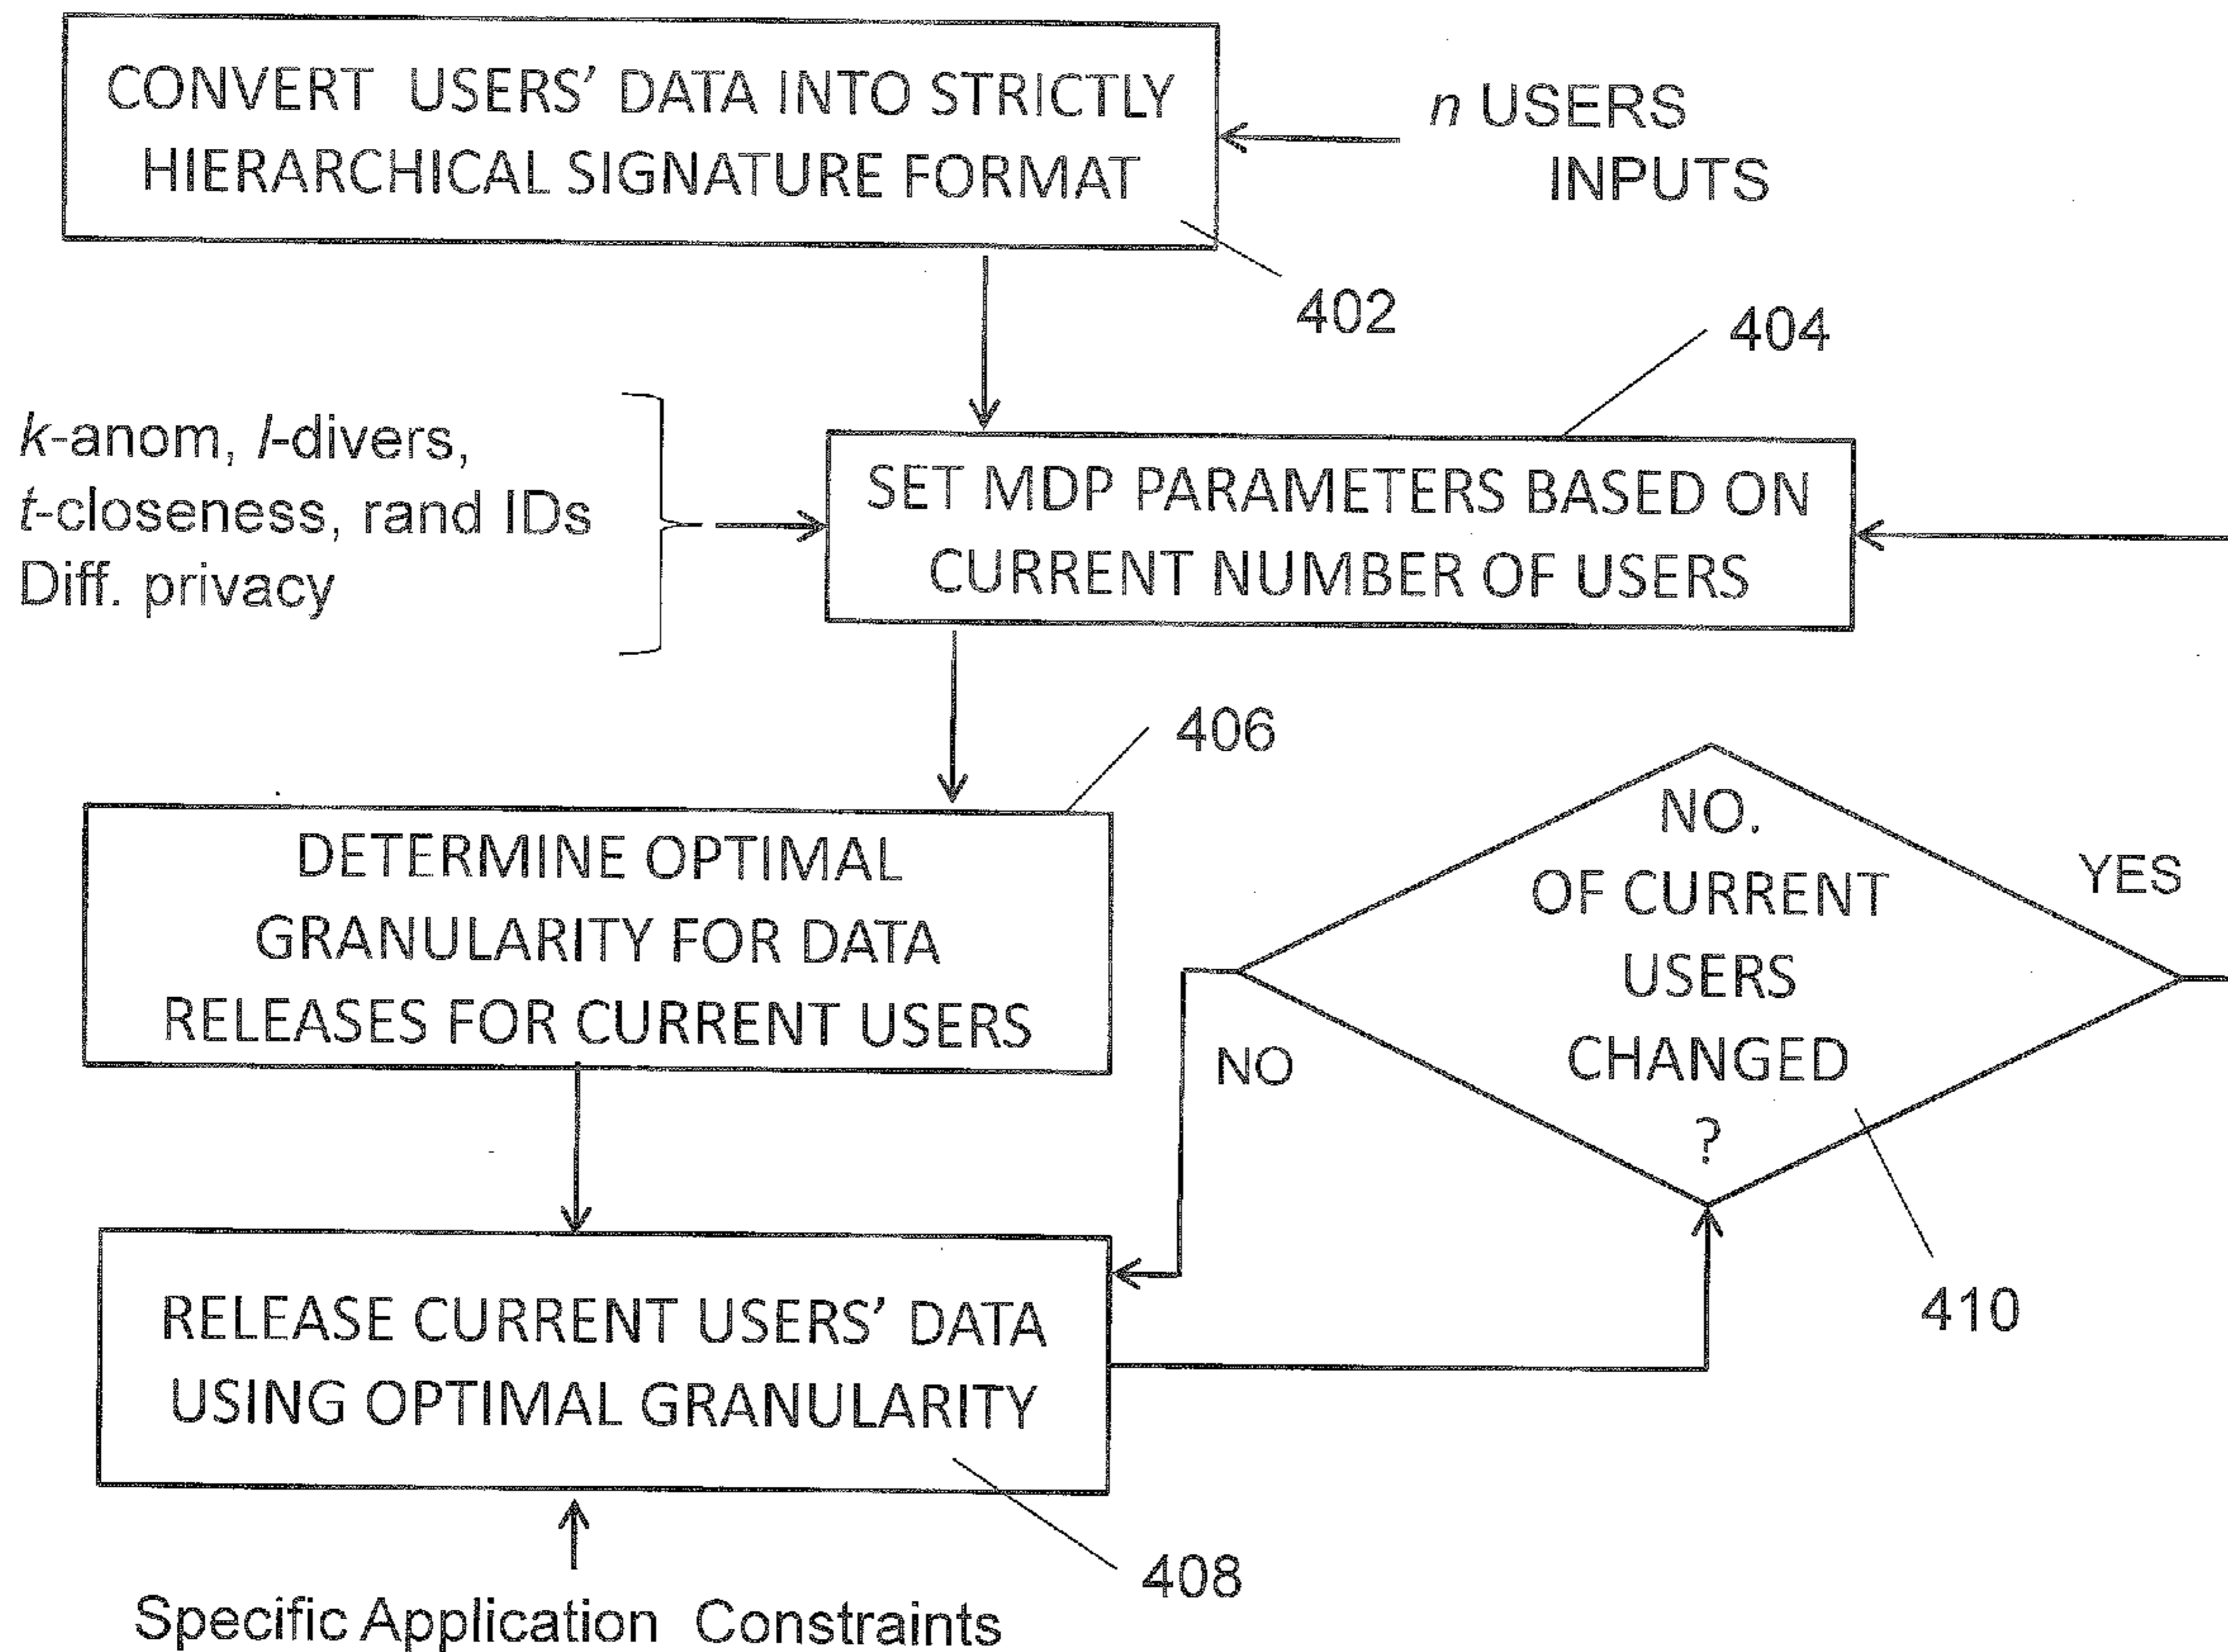 CONVERT USERS’ DATA INTO STRICTLY
HIERARCHICAL SIGNATURE FORMAT
n USERS
INPUTS
402
404
k-anom, l-divers,
t-closeness, rand IDs
Diff. privacy
SET MDP PARAMETERS BASED ON
CURRENT NUMBER OF USERS
406
DETERMINE OPTIMAL
GRANULARITY FOR DATA
RELEASES FOR CURRENT USERS
NO.
OF CURRENT
USERS
CHANGED
?
YES
NO
410
RELEASE CURRENT USERS’ DATA
USING OPTIMAL GRANULARITY
408
Specific Application Constraints